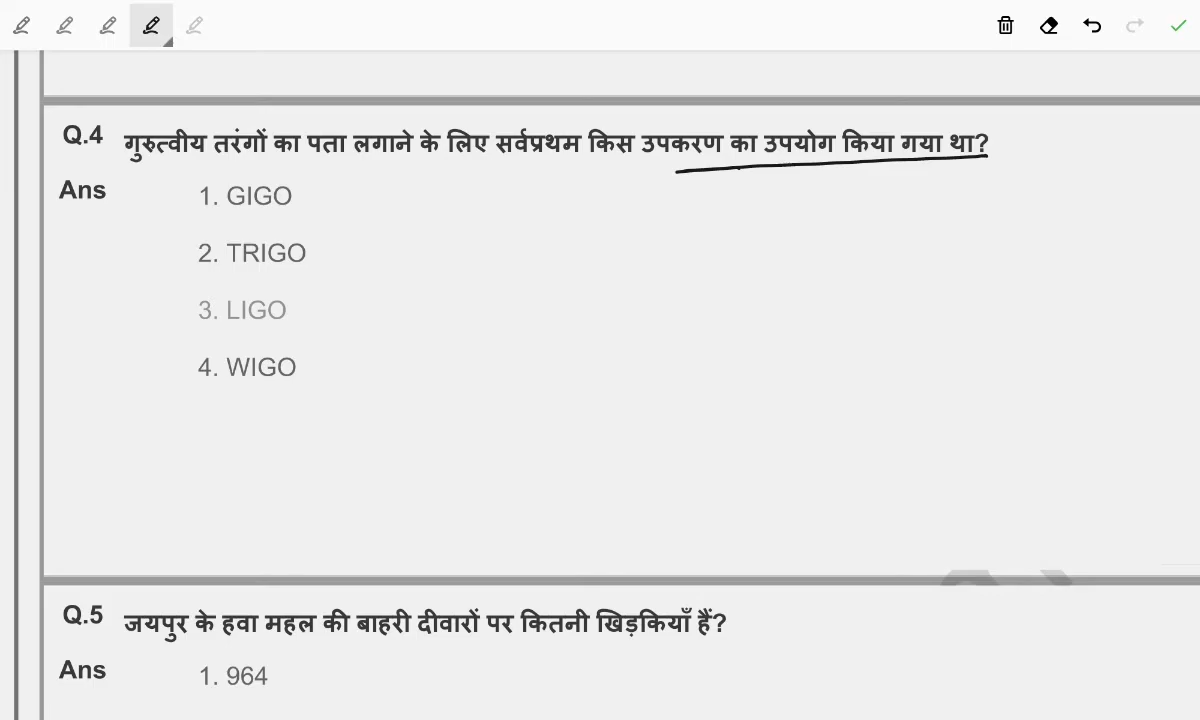 Q.4 गुरुत्वीय तरंगों का पता लगाने के लिए सर्वप्रथम किस उपकरण का उपयोग किया गया था?
Ans 1. GIGO
2. TRIGO
3. LIGO
4. WIGO
Q.5 जयपुर के हवा महल की बाहरी दीवारों पर कितनी खिड़कियाँ हैं?
Ans 1. 964